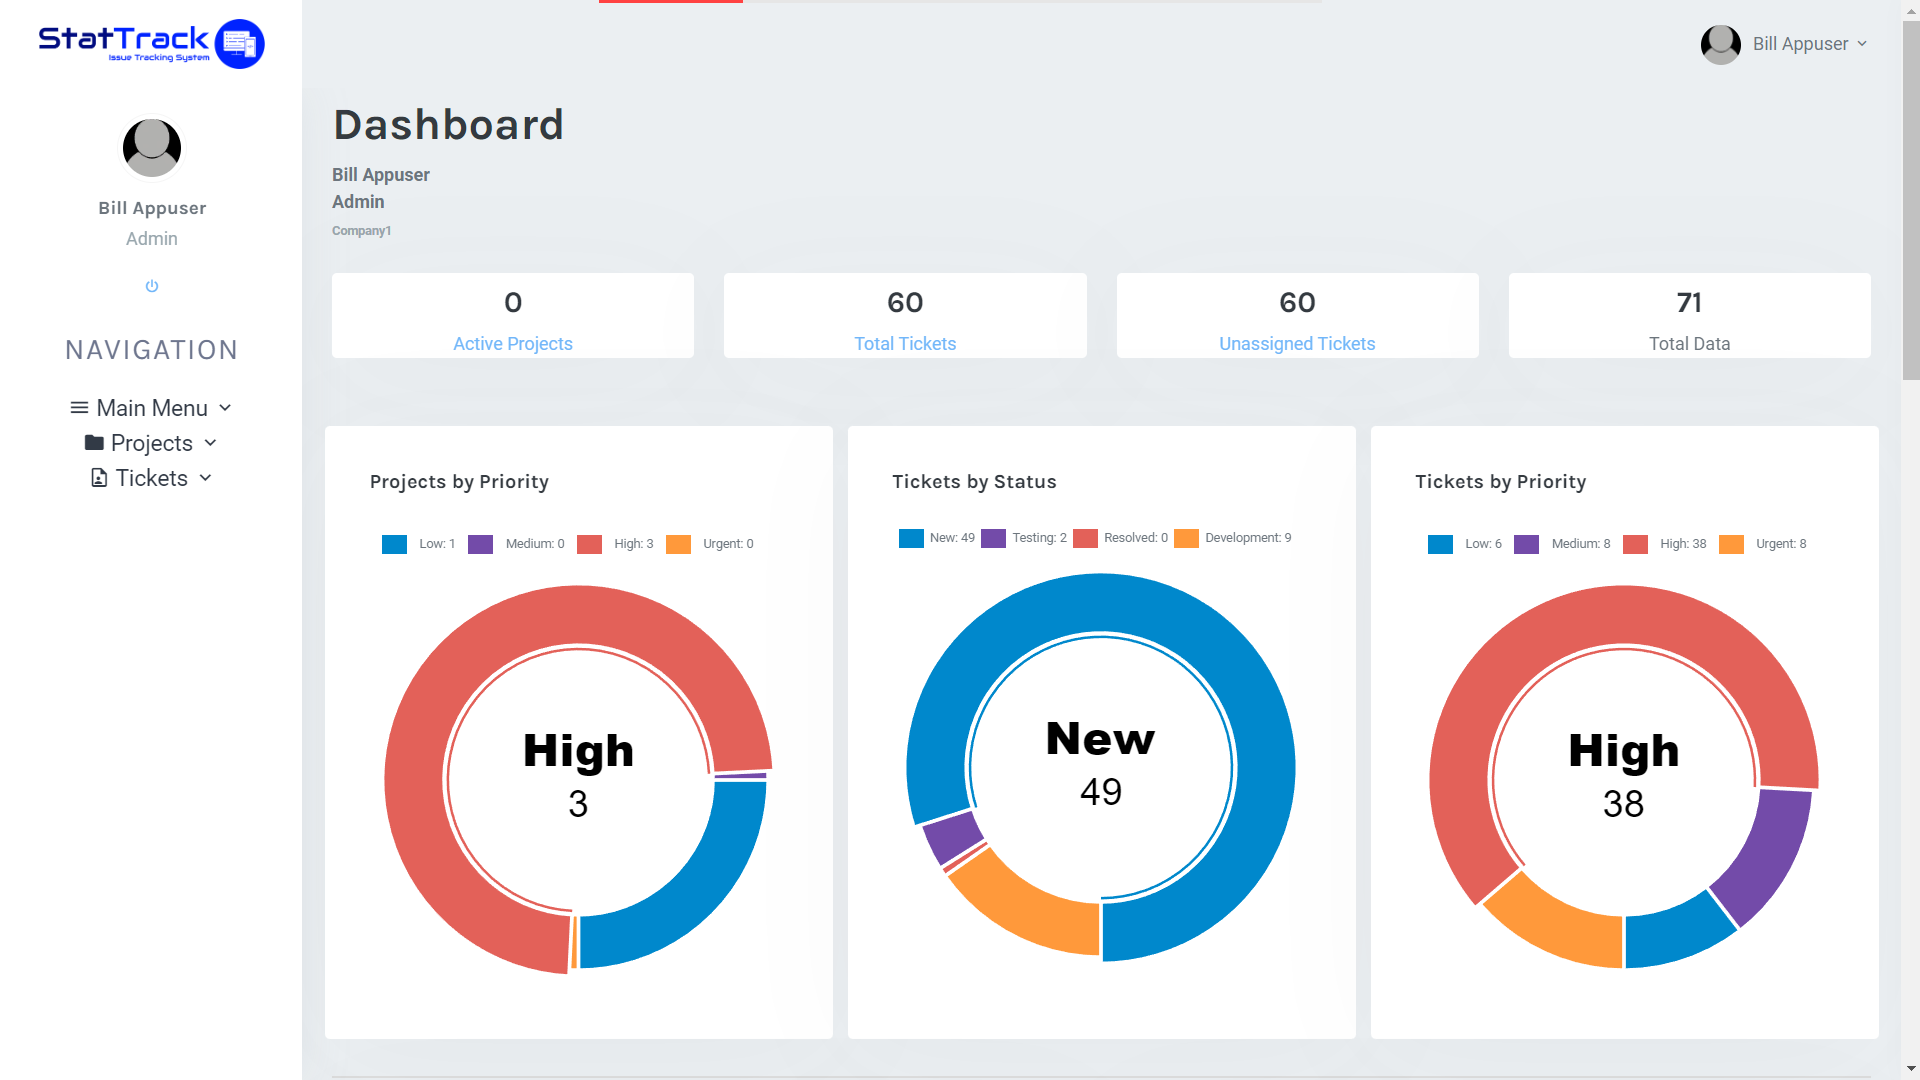 StatTrack
Issue Tracking System
Bill Appuser
Admin
NAVIGATION
Main Menu
Projects
Tickets
Bill Appuser
Dashboard
Bill Appuser
Admin
Company1
0
Active Projects
60
Total Tickets
60
Unassigned Tickets
71
Total Data
Projects by Priority
Low: 1 Medium: 0 High: 3 Urgent: 0
High
3
Tickets by Status
New: 49 Testing: 2 Resolved: 0 Development: 9
New
49
Tickets by Priority
Low: 6 Medium: 8 High: 38 Urgent: 8
High
38